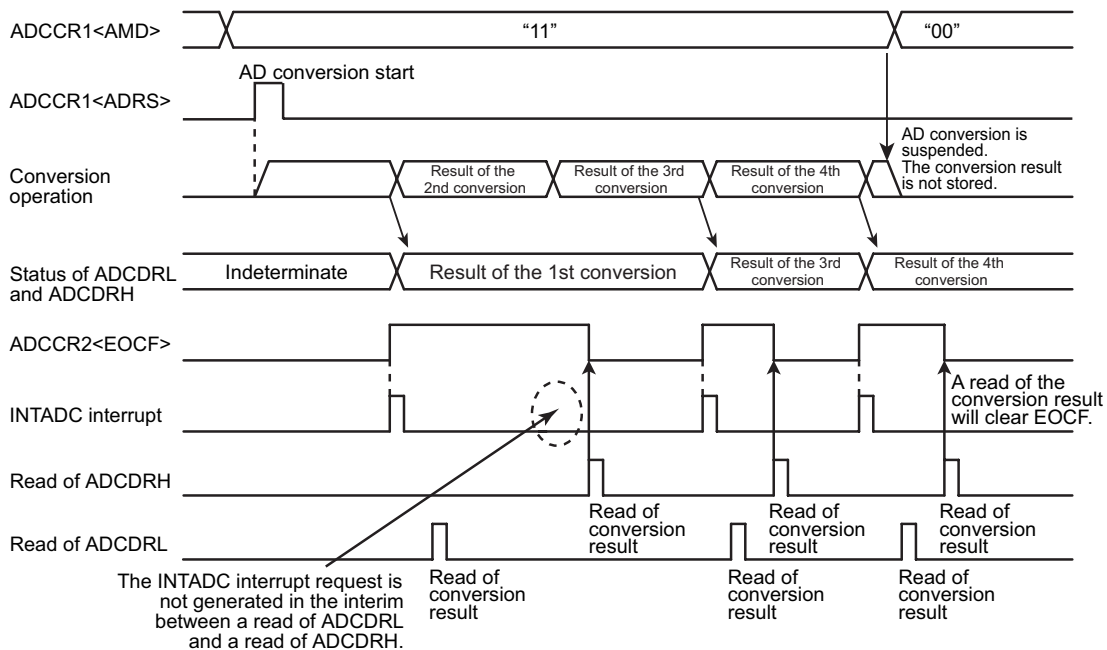 ADCCR1<AMD>
“11”
“00”
AD conversion start
ADCCR1<ADRS>
AD conversion is
suspended.
The conversion result
is not stored.
Conversion
operation
Result of the
2nd conversion
Result of the 3rd
conversion
Result of the 4th
conversion
Status of ADCDRL
and ADCDRH
Indeterminate
Result of the 1st conversion
Result of the 3rd
conversion
Result of the 4th
conversion
ADCCR2<EOCF>
A read of the
conversion result
will clear EOCF.
INTADC interrupt
Read of ADCDRH
Read of
conversion
result
Read of
conversion
result
Read of
conversion
result
Read of ADCDRL
The INTADC interrupt request is
not generated in the interim
between a read of ADCDRL
and a read of ADCDRH.
Read of
conversion
result
Read of
conversion
result
Read of
conversion
result